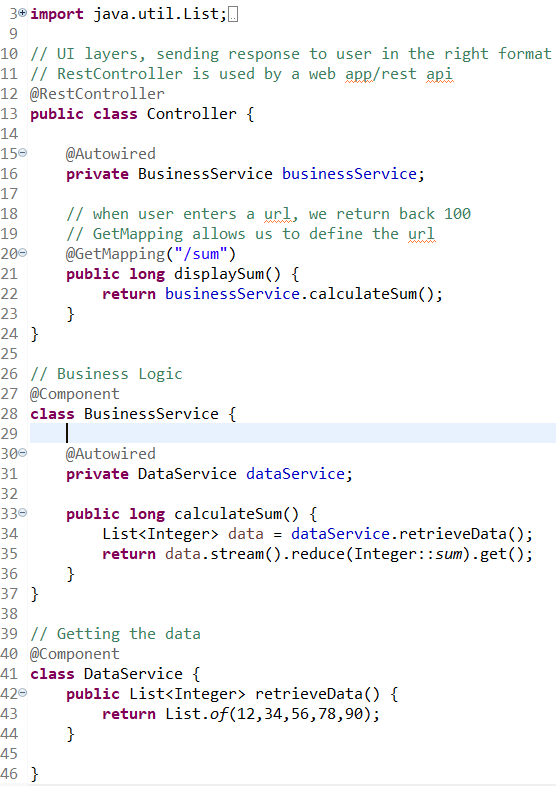 3 import java.util.List;
9
10 // UI layers, sending response to user in the right format
11 // RestController is used by a web app/rest api
12 @RestController
13 public class Controller {
14
15     @Autowired
16     private BusinessService businessService;
17
18     // when user enters a url, we return back 100
19     // GetMapping allows us to define the url
20     @GetMapping("/sum")
21     public long displaySum() {
22         return businessService.calculateSum();
23     }
24 }
25
26 // Business Logic
27 @Component
28 class BusinessService {
29
30     @Autowired
31     private DataService dataService;
32
33     public long calculateSum() {
34         List<Integer> data = dataService.retrieveData();
35         return data.stream().reduce(Integer::sum).get();
36     }
37 }
38
39 // Getting the data
40 @Component
41 class DataService {
42     public List<Integer> retrieveData() {
43         return List.of(12,34,56,78,90);
44     }
45
46 }